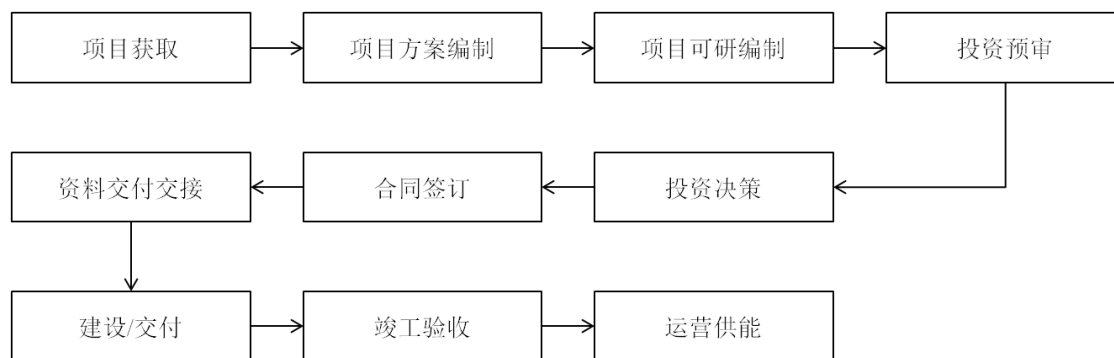 项目获取
项目方案编制
项目可研编制
投资预审
投资决策
合同签订
资料交付交接
建设/交付
竣工验收
运营供能